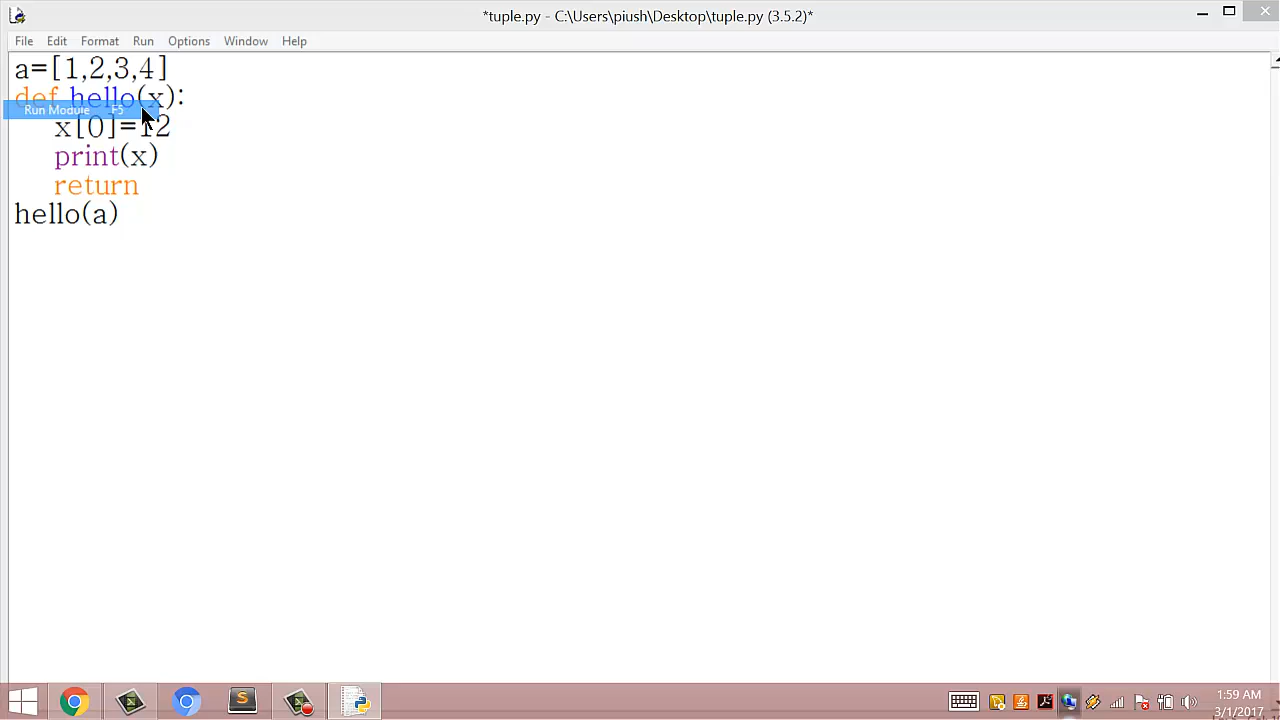 *tuple.py - C:\Users\piush\Desktop\tuple.py (3.5.2)*
File Edit Format Run Options Window Help
a=[1,2,3,4]
def hello(x):
Run Module F5
x[0]=12
print(x)
return
hello(a)
S
1:59 AM
3/1/2017